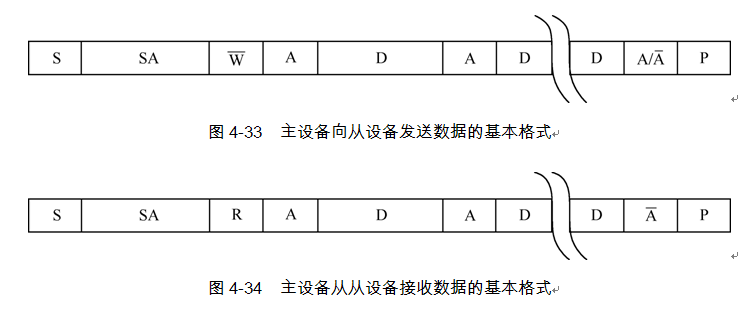 S SA W̅ A D A D D A/A̅ P
图 4-33 主设备向从设备发送数据的基本格式
S SA R A D A D D A̅ P
图 4-34 主设备从从设备接收数据的基本格式